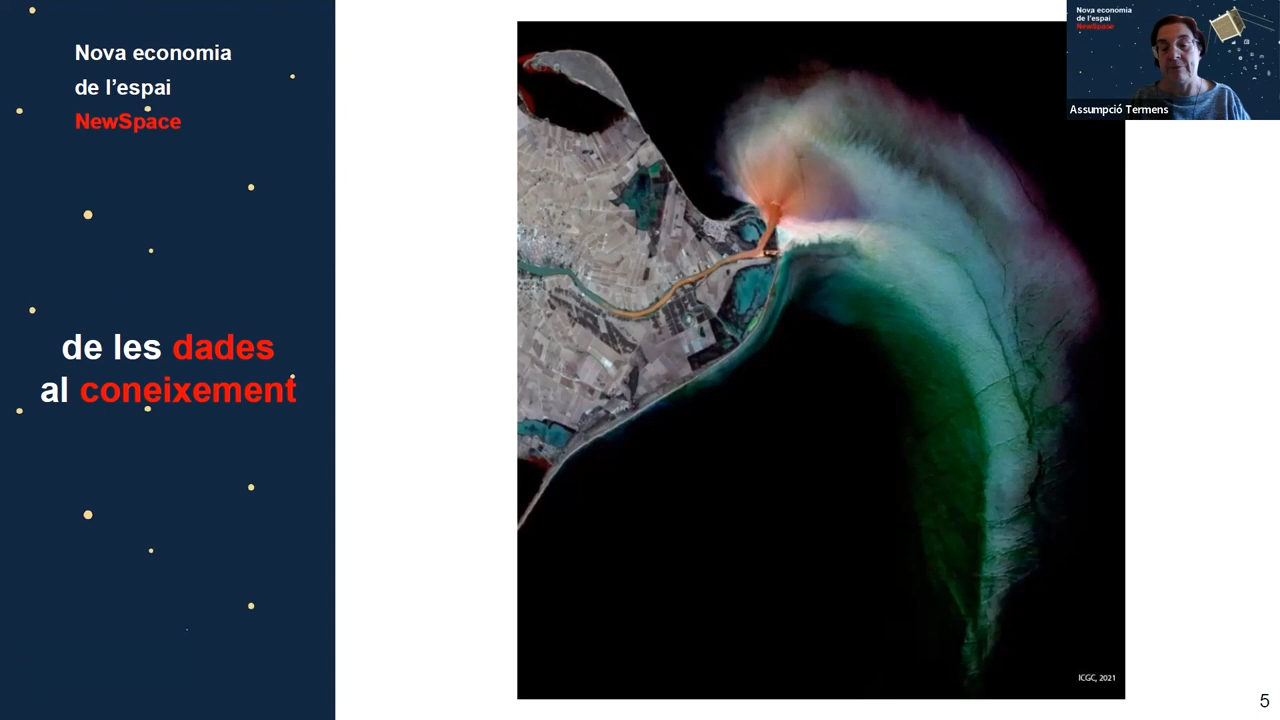 Nova economia
de l’espai
NewSpace
de les dades
al coneixement
ICGC, 2021
5
Nova economia
de l’espai
NewSpace
Assumpció Termens